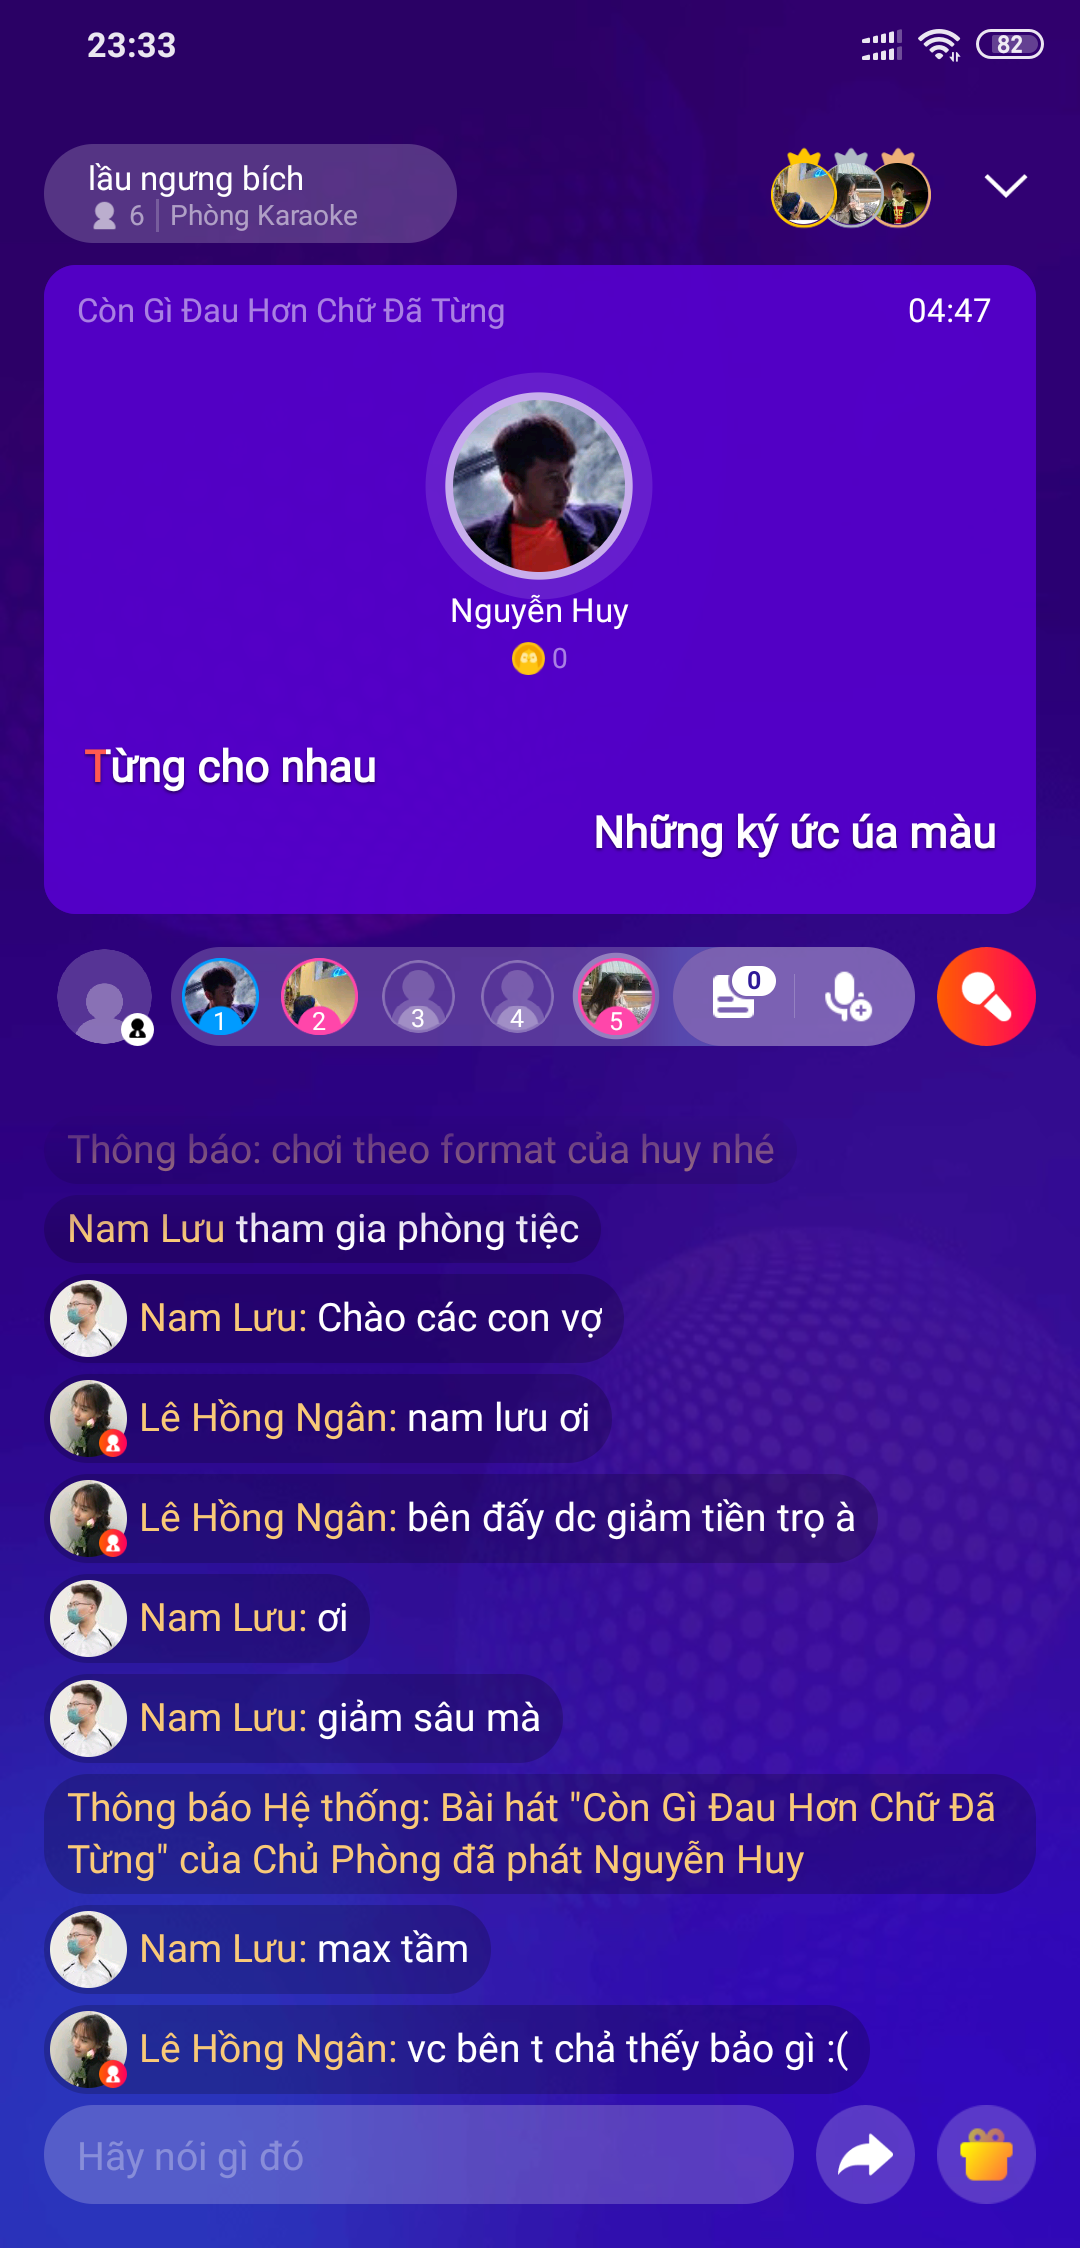 23:33
82
lầu ngưng bích
6 | Phòng Karaoke
Còn Gì Đau Hơn Chữ Đã Từng
04:47
Nguyễn Huy
0
Từng cho nhau
Những ký ức úa màu
1
2
3
4
5
0
Thông báo: chơi theo format của huy nhé
Nam Lưu tham gia phòng tiệc
Nam Lưu: Chào các con vợ
Lê Hồng Ngân: nam lưu ơi
Lê Hồng Ngân: bên đấy dc giảm tiền trọ à
Nam Lưu: ơi
Nam Lưu: giảm sâu mà
Thông báo Hệ thống: Bài hát "Còn Gì Đau Hơn Chữ Đã
Từng" của Chủ Phòng đã phát Nguyễn Huy
Nam Lưu: max tầm
Lê Hồng Ngân: vc bên t chả thấy bảo gì :(
Hãy nói gì đó